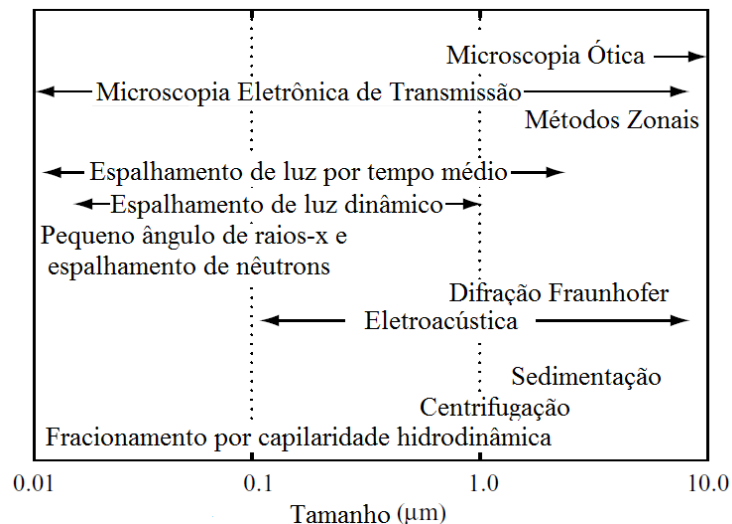 Microscopia Ótica
Microscopia Eletrônica de Transmissão
Métodos Zonais
Espalhamento de luz por tempo médio
Espalhamento de luz dinâmico
Pequeno ângulo de raios-x e
espalhamento de nêutrons
Difração Fraunhofer
Eletroacústica
Sedimentação
Centrifugação
Fracionamento por capilaridade hidrodinâmica
0.01 0.1 1.0 10.0
Tamanho (μm)